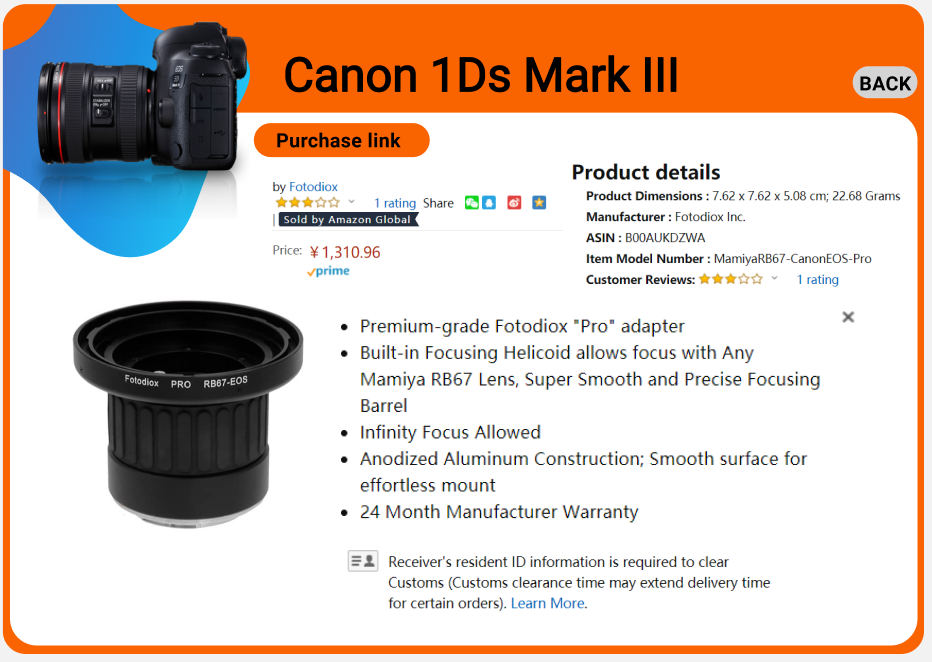 Canon 1Ds Mark III
BACK
Purchase link
by Fotodiox
1 rating Share
Sold by Amazon Global
Price: ¥1,310.96
prime
Product details
Product Dimensions : 7.62 x 7.62 x 5.08 cm; 22.68 Grams
Manufacturer : Fotodiox Inc.
ASIN : B00AUKDZWA
Item Model Number : MamiyaRB67-CanonEOS-Pro
Customer Reviews: 1 rating
Fotodiox PRO RB67-EOS
• Premium-grade Fotodiox "Pro" adapter
• Built-in Focusing Helicoid allows focus with Any
Mamiya RB67 Lens, Super Smooth and Precise Focusing
Barrel
• Infinity Focus Allowed
• Anodized Aluminum Construction; Smooth surface for
effortless mount
• 24 Month Manufacturer Warranty
Receiver's resident ID information is required to clear
Customs (Customs clearance time may extend delivery time
for certain orders). Learn More.